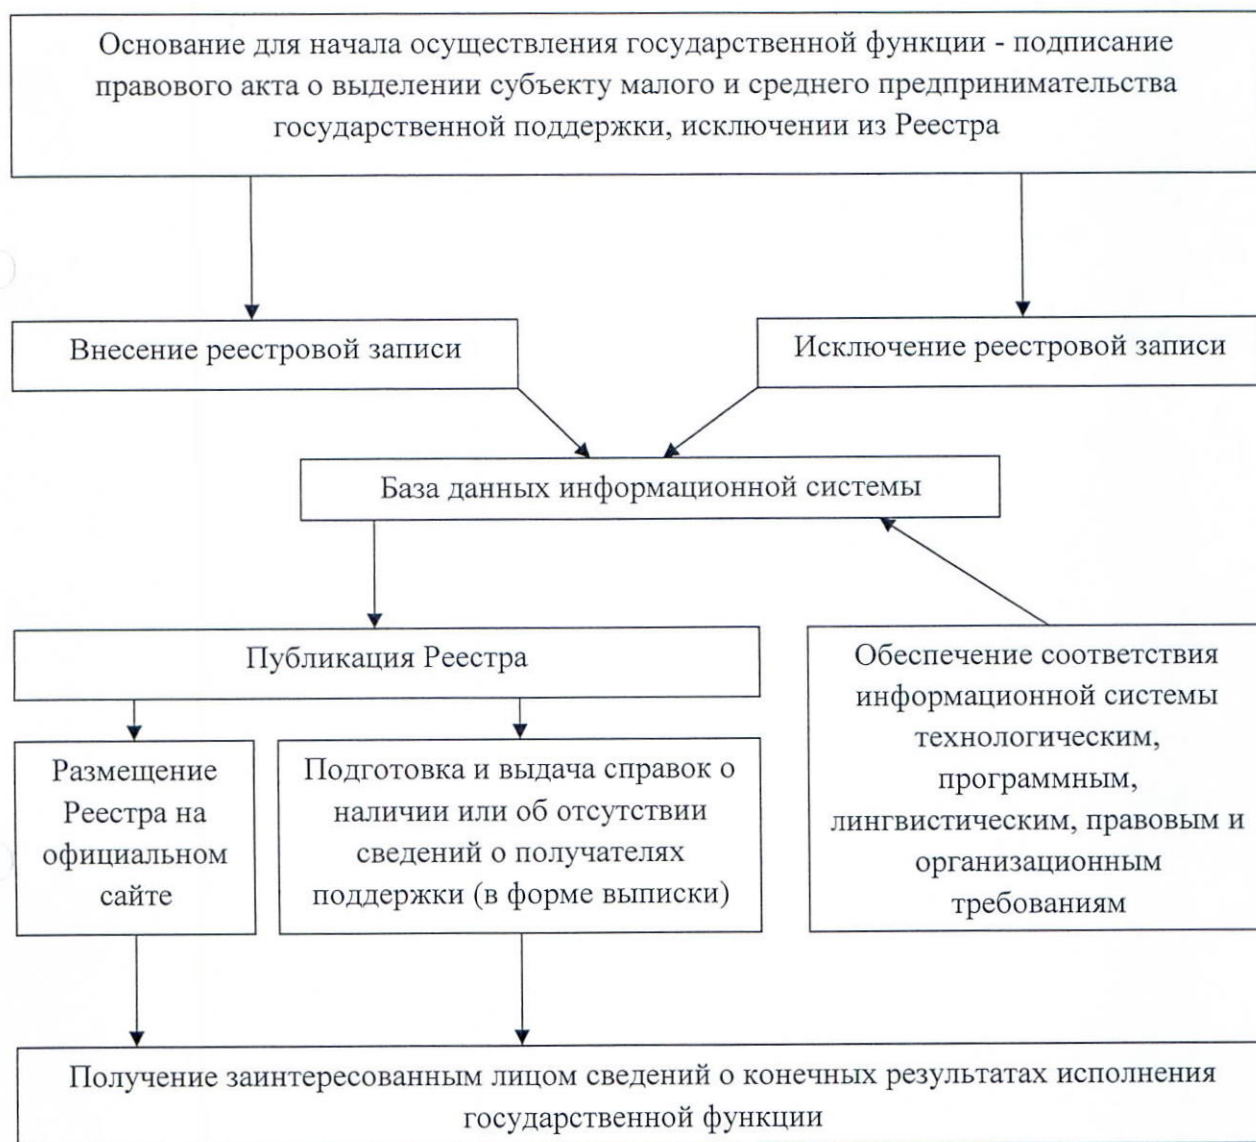 Основание для начала осуществления государственной функции - подписание
правового акта о выделении субъекту малого и среднего предпринимательства
государственной поддержки, исключении из Реестра
Внесение реестровой записи
Исключение реестровой записи
База данных информационной системы
Публикация Реестра
Размещение
Реестра на
официальном
сайте
Подготовка и выдача справок о
наличии или об отсутствии
сведений о получателях
поддержки (в форме выписки)
Обеспечение соответствия
информационной системы
технологическим,
программным,
лингвистическим, правовым и
организационным
требованиям
Получение заинтересованным лицом сведений о конечных результатах исполнения
государственной функции